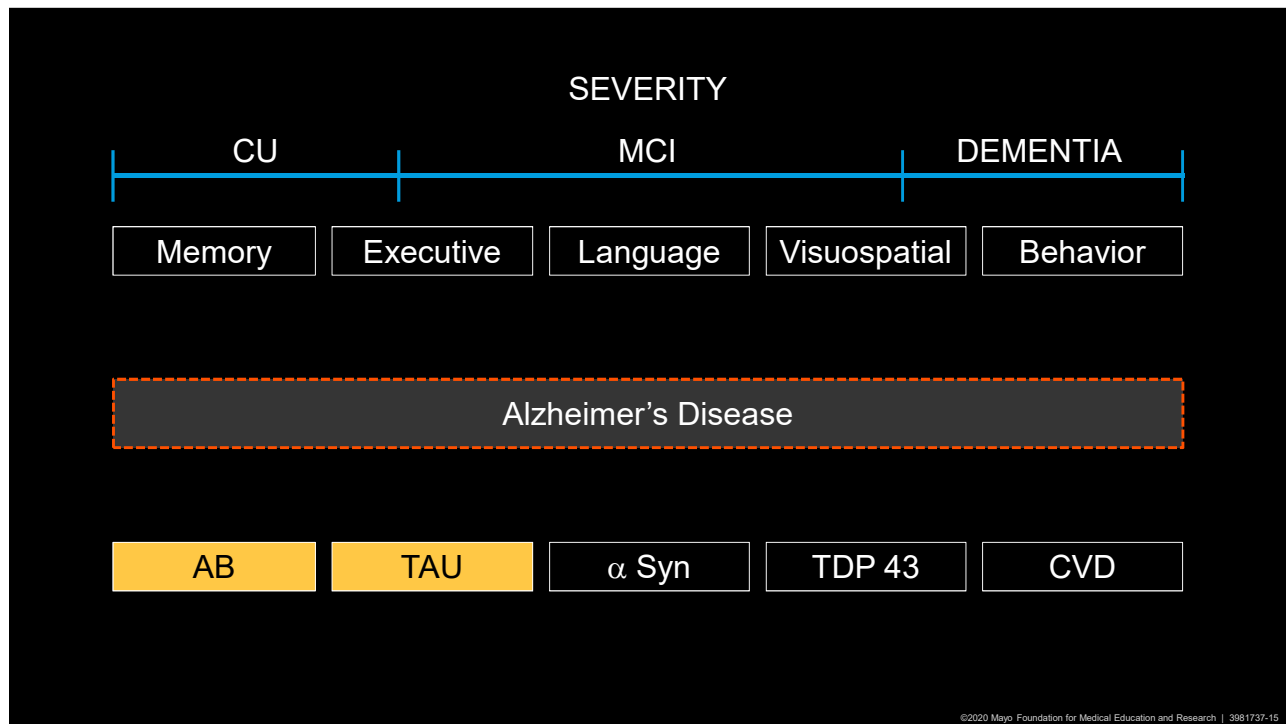 SEVERITY
CU MCI DEMENTIA
Memory Executive Language Visuospatial Behavior
Alzheimer’s Disease
AB TAU α Syn TDP 43 CVD
©2020 Mayo Foundation for Medical Education and Research | 3981737-15